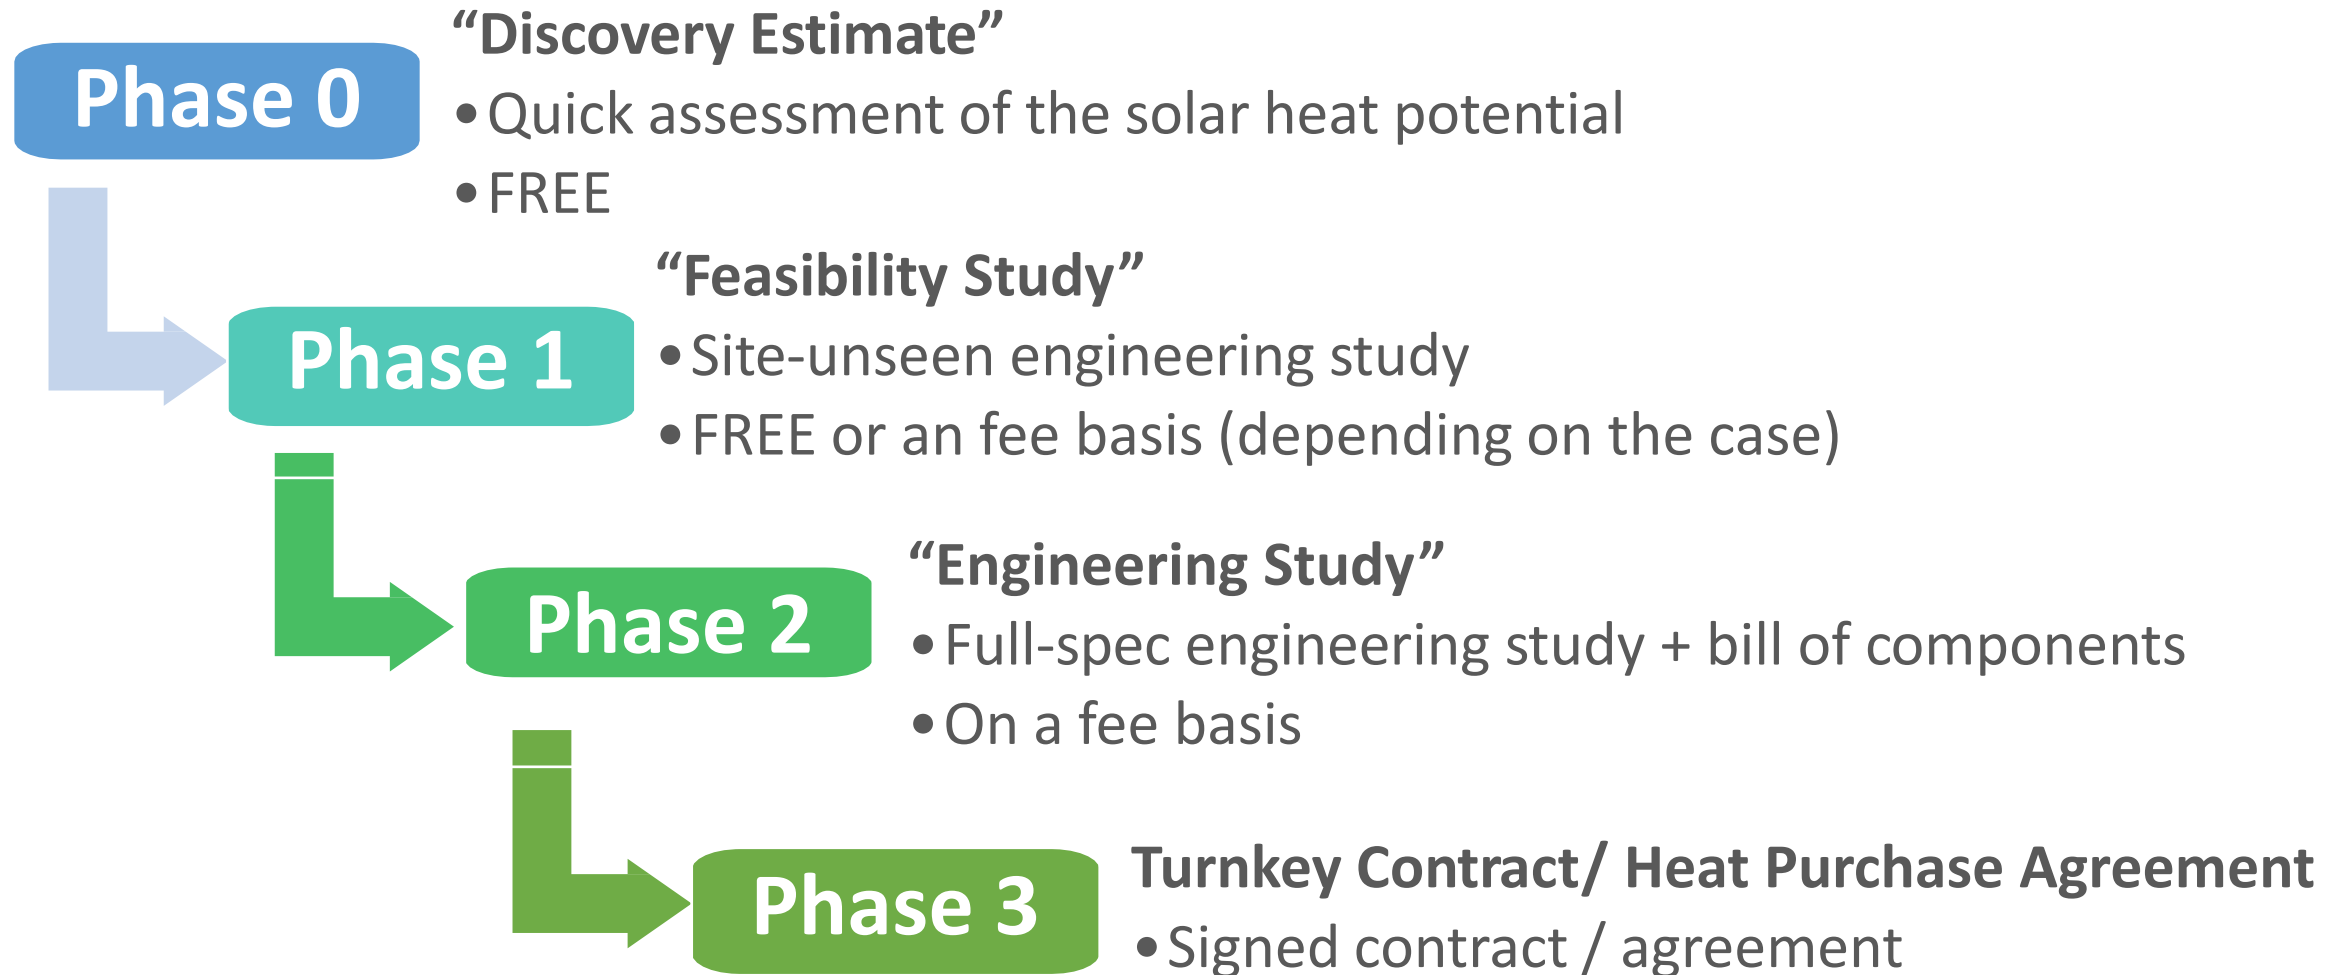 Phase 0
“Discovery Estimate”
•Quick assessment of the solar heat potential
•FREE
Phase 1
“Feasibility Study”
•Site-unseen engineering study
•FREE or an fee basis (depending on the case)
Phase 2
“Engineering Study”
•Full-spec engineering study + bill of components
•On a fee basis
Phase 3
Turnkey Contract/ Heat Purchase Agreement
•Signed contract / agreement